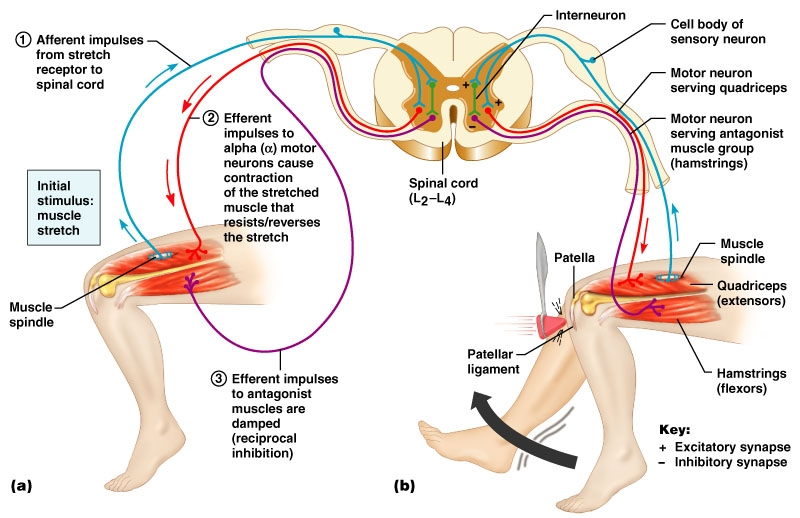 ① Afferent impulses
from stretch
receptor to
spinal cord
② Efferent
impulses to
alpha (α) motor
neurons cause
contraction
of the stretched
muscle that
resists/reverses
the stretch
Initial
stimulus:
muscle
stretch
Muscle
spindle
③ Efferent impulses
to antagonist
muscles are
damped
(reciprocal
inhibition)
(a)
Interneuron
Cell body of
sensory neuron
Motor neuron
serving quadriceps
Motor neuron
serving antagonist
muscle group
(hamstrings)
+
+
–
Spinal cord
(L2–L4)
Patella
Muscle
spindle
Quadriceps
(extensors)
Patellar
ligament
Hamstrings
(flexors)
(b)
Key:
+ Excitatory synapse
– Inhibitory synapse